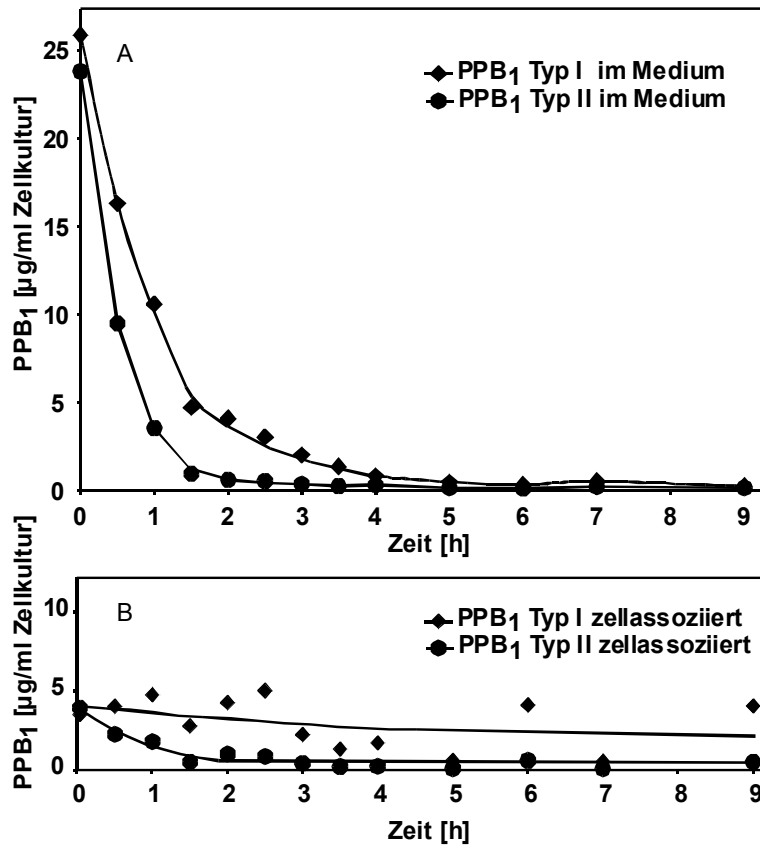 A
PPB1 Typ I im Medium
PPB1 Typ II im Medium
PPB1 [µg/ml Zellkultur)
25
20
15
10
5
0
0 1 2 3 4 5 6 7 8 9
Zeit [h]
B
PPB1 Typ I zellassoziiert
PPB1 Typ II zellassoziiert
PPB1 [µg/ml Zellkultur]
10
5
0
0 1 2 3 4 5 6 7 8 9
Zeit [h]